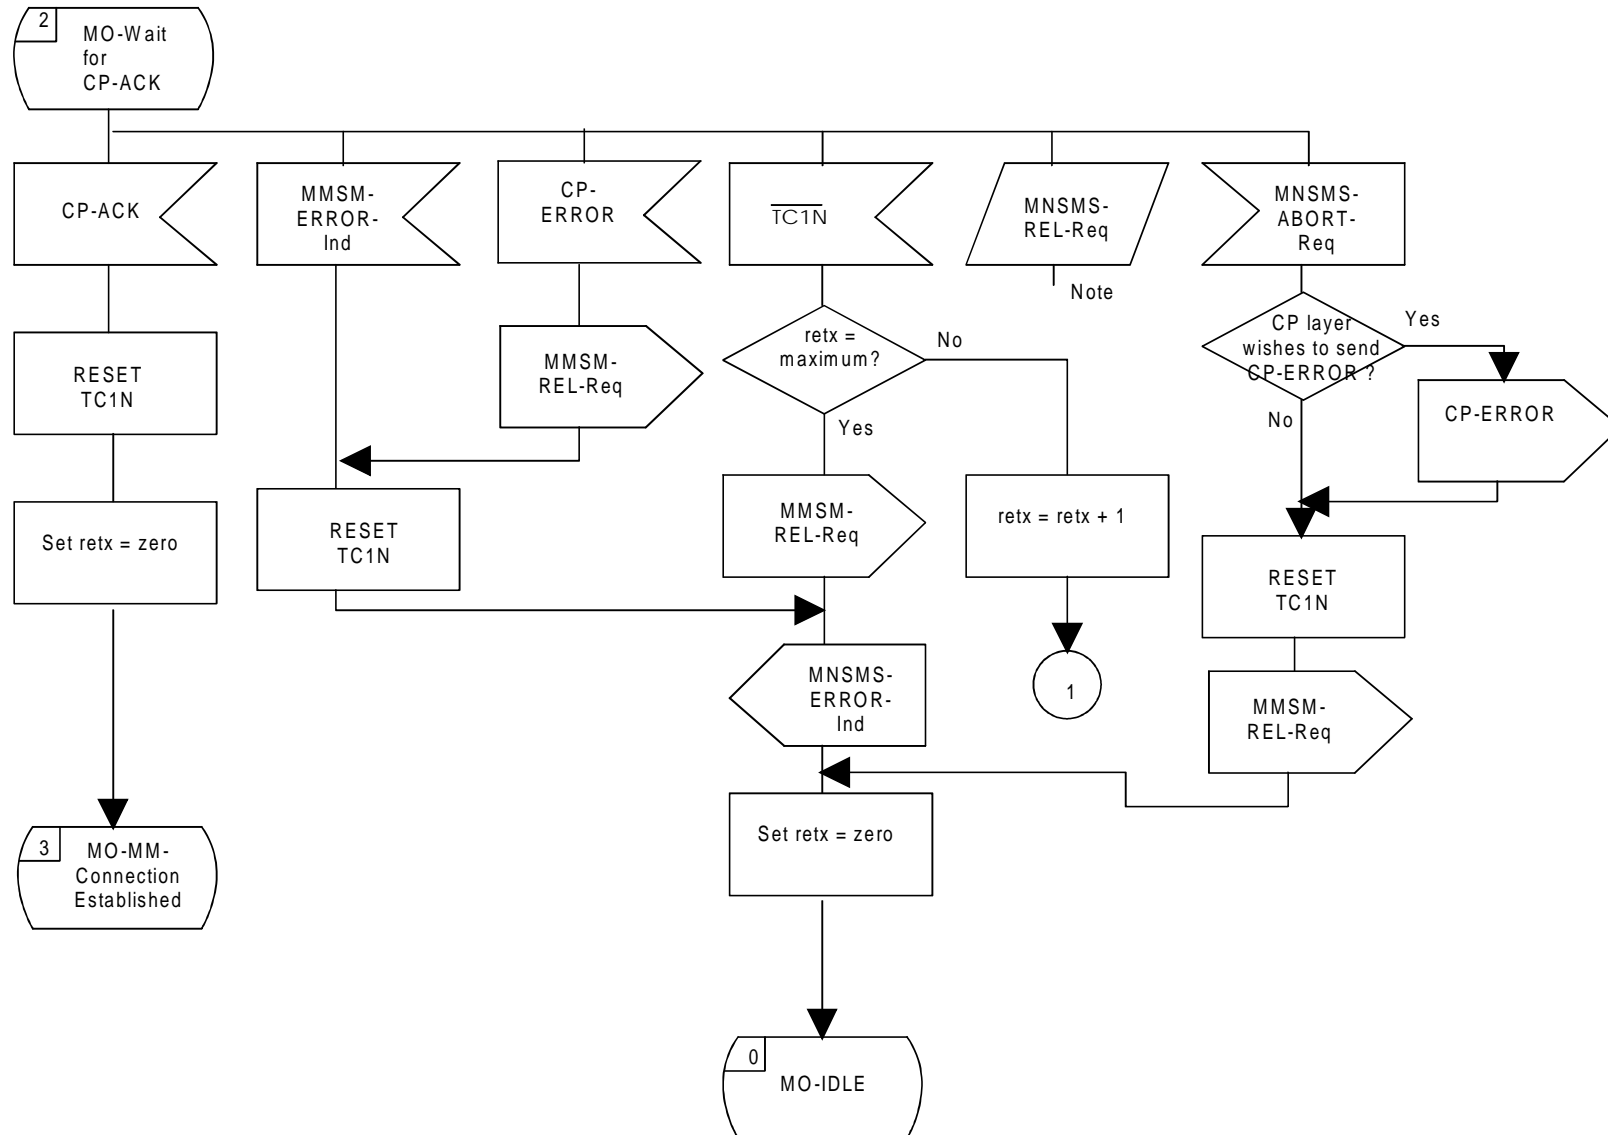 2
MO-Wait
for
CP-ACK
CP-ACK
MMSM-
ERROR-
Ind
CP-
ERROR
TC1N
MNSMS-
REL-Req
Note
MNSMS-
ABORT-
Req
RESET
TC1N
MMSM-
REL-Req
retx =
maximum?
No
Yes
CP layer
wishes to send
CP-ERROR ?
Yes
No
CP-ERROR
Set retx = zero
RESET
TC1N
MMSM-
REL-Req
retx = retx + 1
RESET
TC1N
MNSMS-
ERROR-
Ind
1
MMSM-
REL-Req
Set retx = zero
3
MO-MM-
Connection
Established
0
MO-IDLE